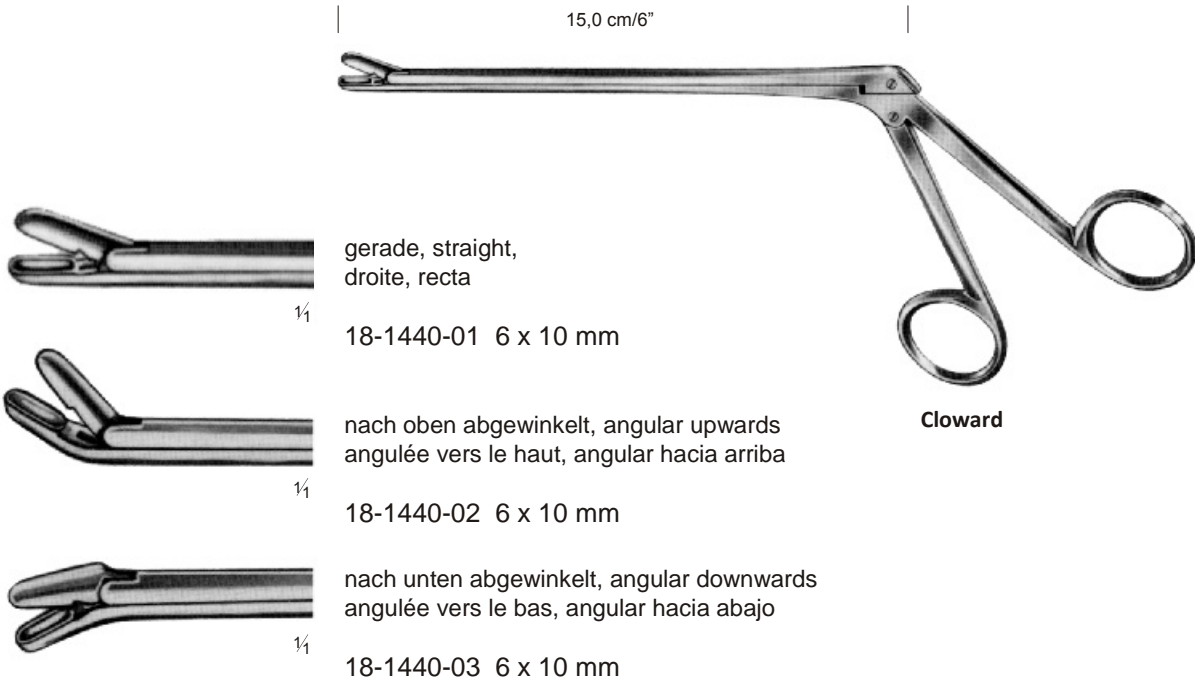 15,0 cm/6”
gerade, straight,
droite, recta
1/1
18-1440-01 6 x 10 mm
nach oben abgewinkelt, angular upwards
angulée vers le haut, angular hacia arriba
Cloward
1/1
18-1440-02 6 x 10 mm
nach unten abgewinkelt, angular downwards
angulée vers le bas, angular hacia abajo
1/1
18-1440-03 6 x 10 mm